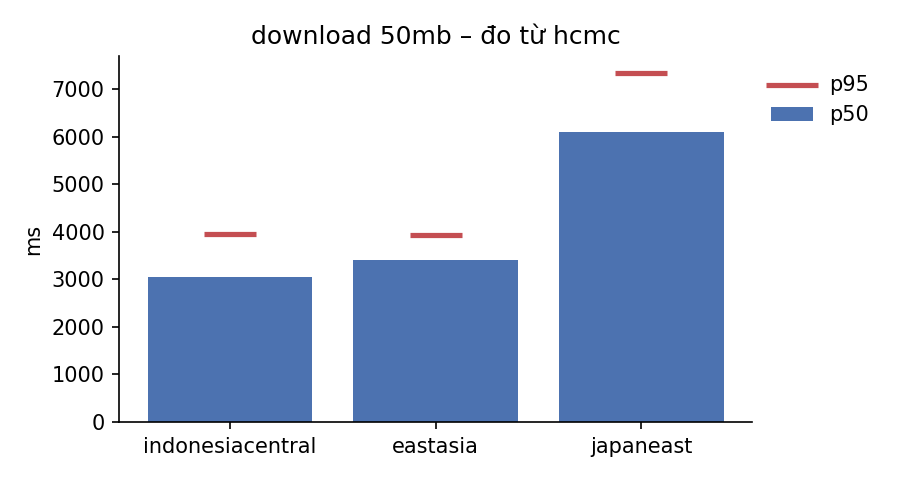 download 50mb – đo từ hcmc
p95
p50
7000
6000
5000
4000
3000
2000
1000
0
ms
indonesiacentral
eastasia
japaneast